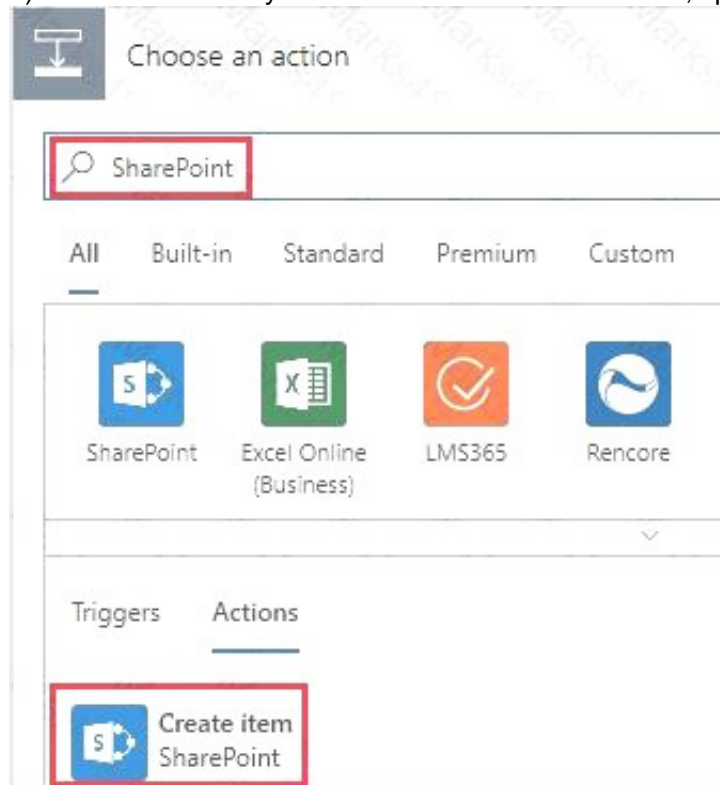 Choose an action
SharePoint
All Built-in Standard Premium Custom
SharePoint Excel Online (Business) LMS365 Rencore
Triggers Actions
Create item
SharePoint